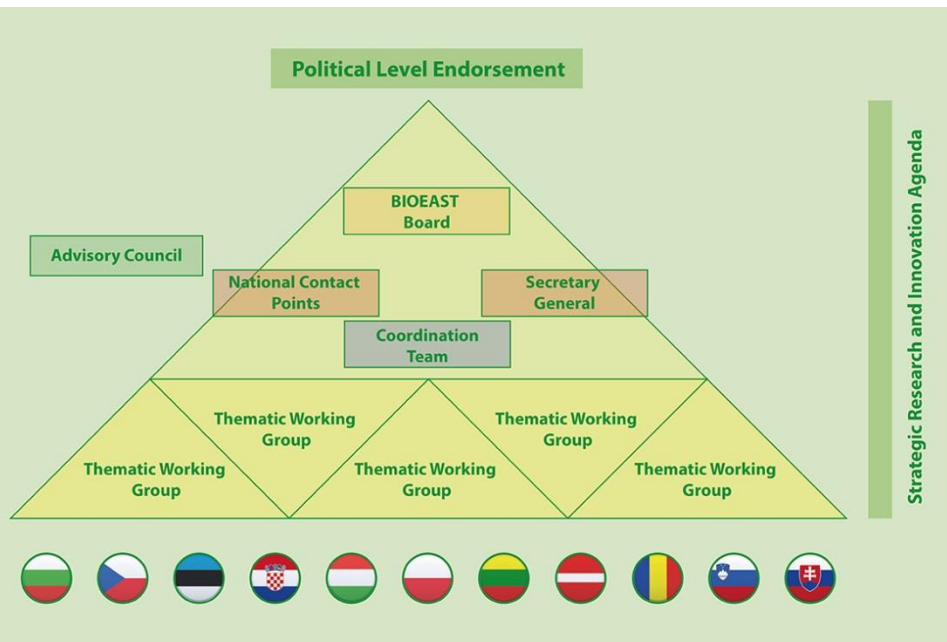 Political Level Endorsement
BIOEAST
Board
Advisory Council
National Contact
Points
Secretary
General
Coordination
Team
Thematic Working
Group
Thematic Working
Group
Thematic Working
Group
Thematic Working
Group
Thematic Working
Group
Strategic Research and Innovation Agenda